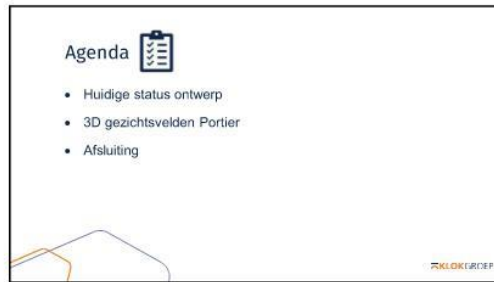 Agenda
• Huidige status ontwerp
• 3D gezichtsvelden Portier
• Afsluiting
KLOKGROEP